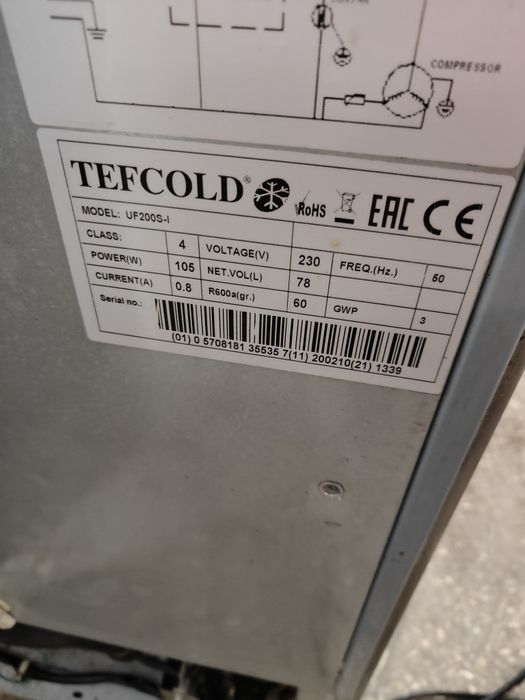 COMPRESSOR
TEFCOLD® RoHS EAC CE
MODEL: UF200S-I
CLASS: 4 VOLTAGE(V) 230 FREQ.(Hz.) 50
POWER(W) 105 NET.VOL(L) 78
CURRENT(A) 0.8 R600a(gr.) 60 GWP 3
Serial no.:
(01) 0 5708181 35535 7(11) 200210(21) 1339